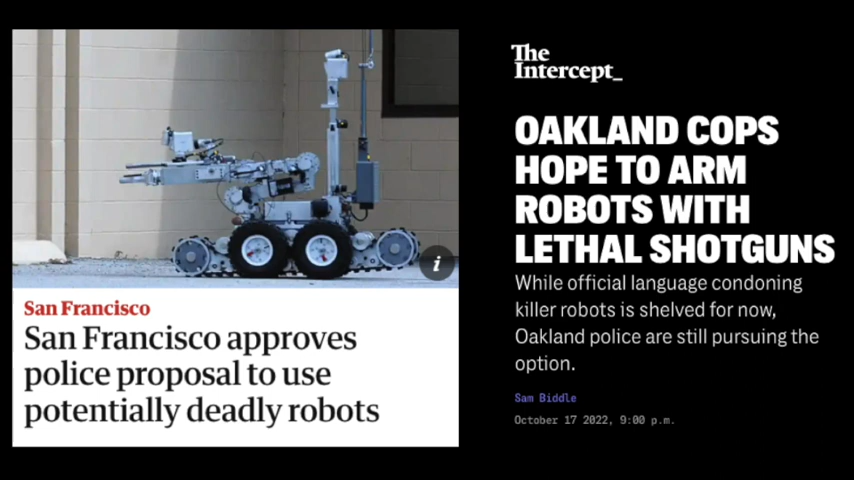 San Francisco
San Francisco approves
police proposal to use
potentially deadly robots
The
Intercept_
OAKLAND COPS
HOPE TO ARM
ROBOTS WITH
LETHAL SHOTGUNS
While official language condoning
killer robots is shelved for now,
Oakland police are still pursuing the
option.
Sam Biddle
October 17 2022, 9:00 p.m.